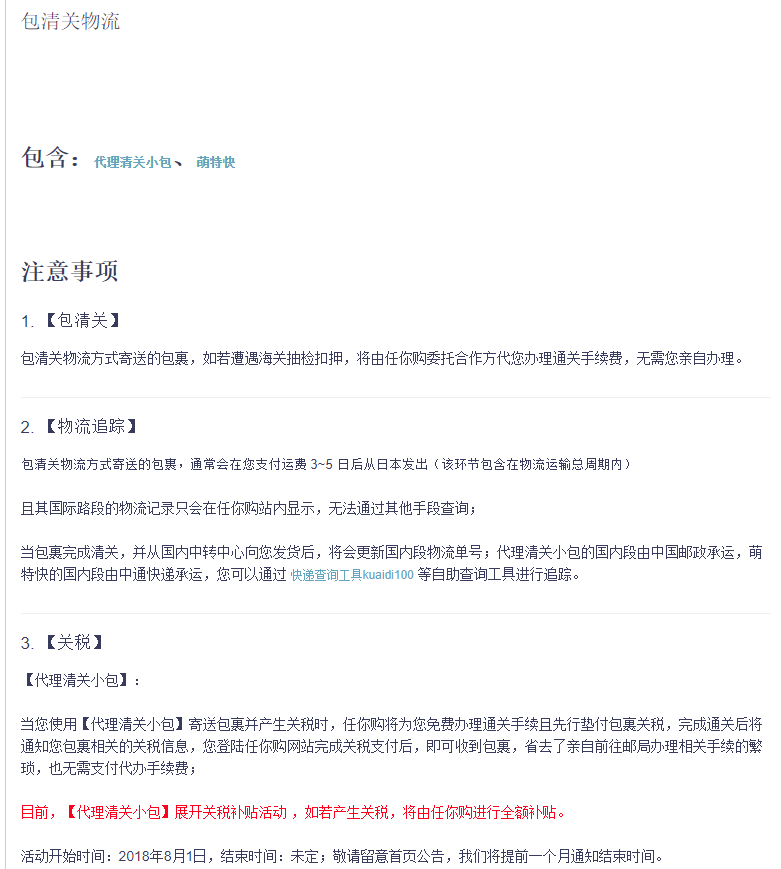 包清关物流
包含：代理清关小包、 萌特快
注意事项
1. 【包清关】
包清关物流方式寄送的包裹，如若遭遇海关抽检扣押，将由任你购委托合作方代您办理通关手续费，无需您亲自办理。
2. 【物流追踪】
包清关物流方式寄送的包裹，通常会在您支付运费 3~5 日后从日本发出（该环节包含在物流运输总周期内）
且其国际路段的物流记录只会在任你购站内显示，无法通过其他手段查询；
当包裹完成清关，并从国内中转中心向您发货后，将会更新国内段物流单号；代理清关小包的国内段由中国邮政承运，萌
特快的国内段由中通快递承运，您可以通过 快递查询工具kuaidi100 等自助查询工具进行追踪。
3. 【关税】
【代理清关小包】：
当您使用【代理清关小包】寄送包裹并产生关税时，任你购将为您免费办理通关手续且先行垫付包裹关税，完成通关后将
通知您包裹相关的关税信息，您登陆任你购网站完成关税支付后，即可收到包裹，省去了亲自前往邮局办理相关手续的繁
琐，也无需支付代办手续费；
目前，【代理清关小包】展开关税补贴活动 ，如若产生关税，将由任你购进行全额补贴。
活动开始时间：2018年8月1日，结束时间：未定；敬请留意首页公告，我们将提前一个月通知结束时间。